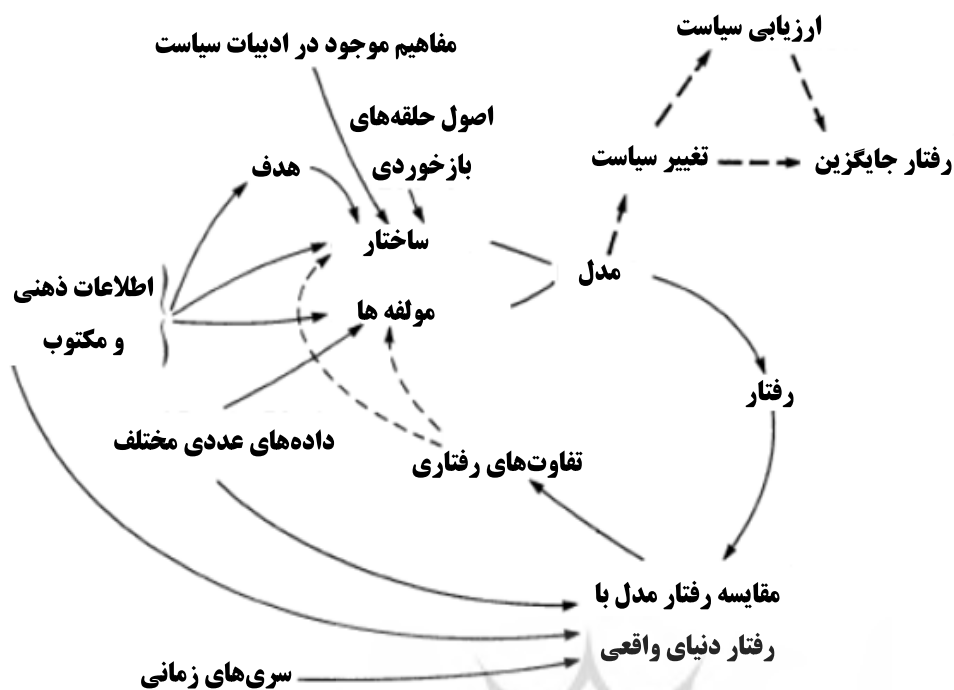 ارزیابی سیاست
مفاهیم موجود در ادبیات سیاست
اصول حلقه‌های
بازخوردی
هدف
تغییر سیاست
رفتار جایگزین
ساختار
مدل
اطلاعات ذهنی
و مکتوب
مولفه ها
رفتار
داده‌های عددی مختلف
تفاوت‌های رفتاری
مقایسه رفتار مدل با
رفتار دنیای واقعی
سری‌های زمانی